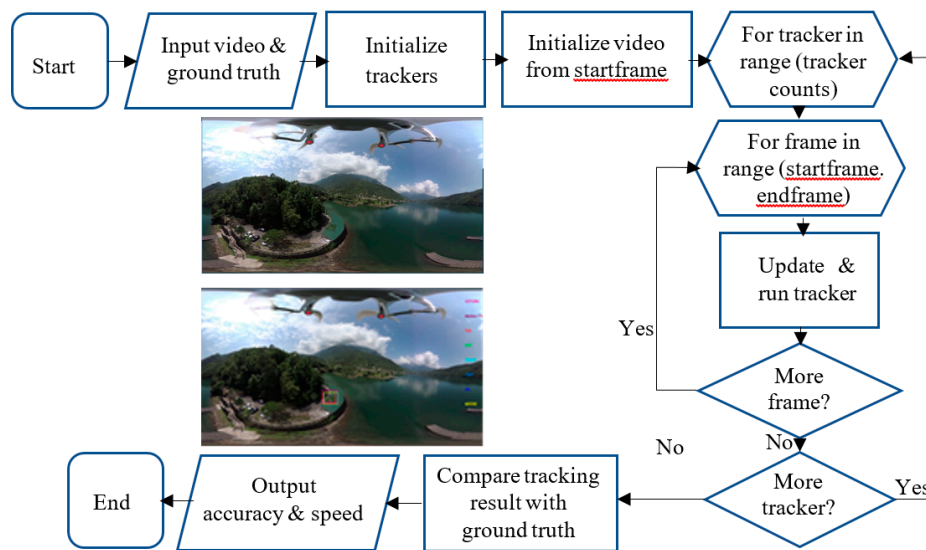 Start
Input video &
ground truth
Initialize
trackers
Initialize video
from startframe
For tracker in
range (tracker
counts)
For frame in
range (startframe.
endframe)
Update &
run tracker
Yes
More
frame?
No
No
More
tracker?
Yes
Compare tracking
result with
ground truth
Output
accuracy & speed
End